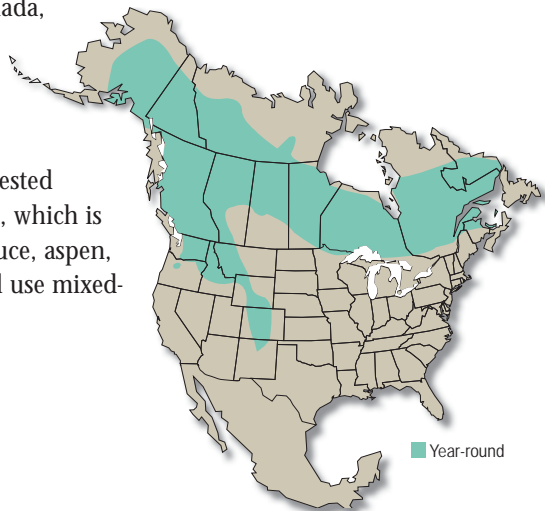 ada,
ested
, which is
uce, aspen,
l use mixed-
Year-round